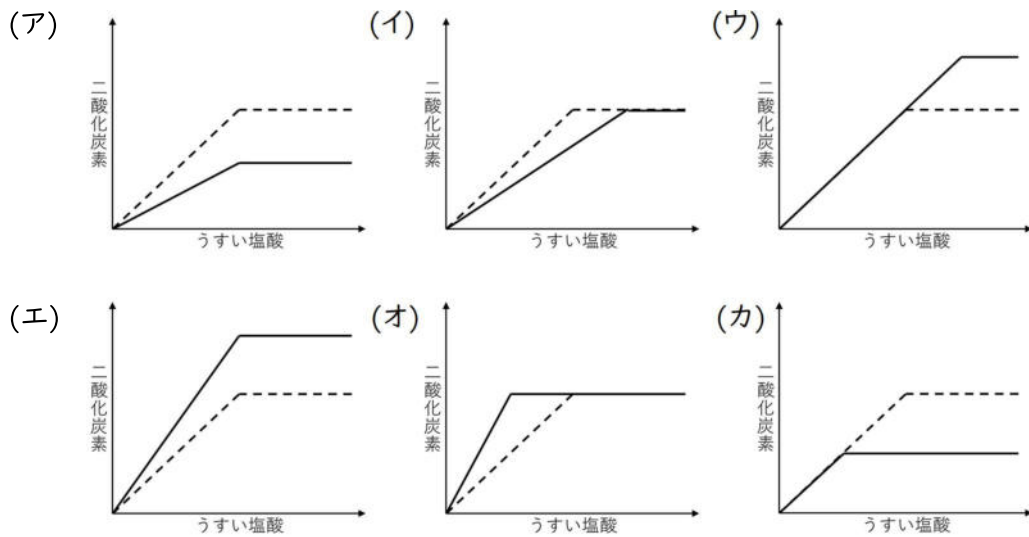 (ア)
二酸化炭素
うすい塩酸
(イ)
二酸化炭素
うすい塩酸
(ウ)
二酸化炭素
うすい塩酸
(エ)
二酸化炭素
うすい塩酸
(オ)
二酸化炭素
うすい塩酸
(カ)
二酸化炭素
うすい塩酸